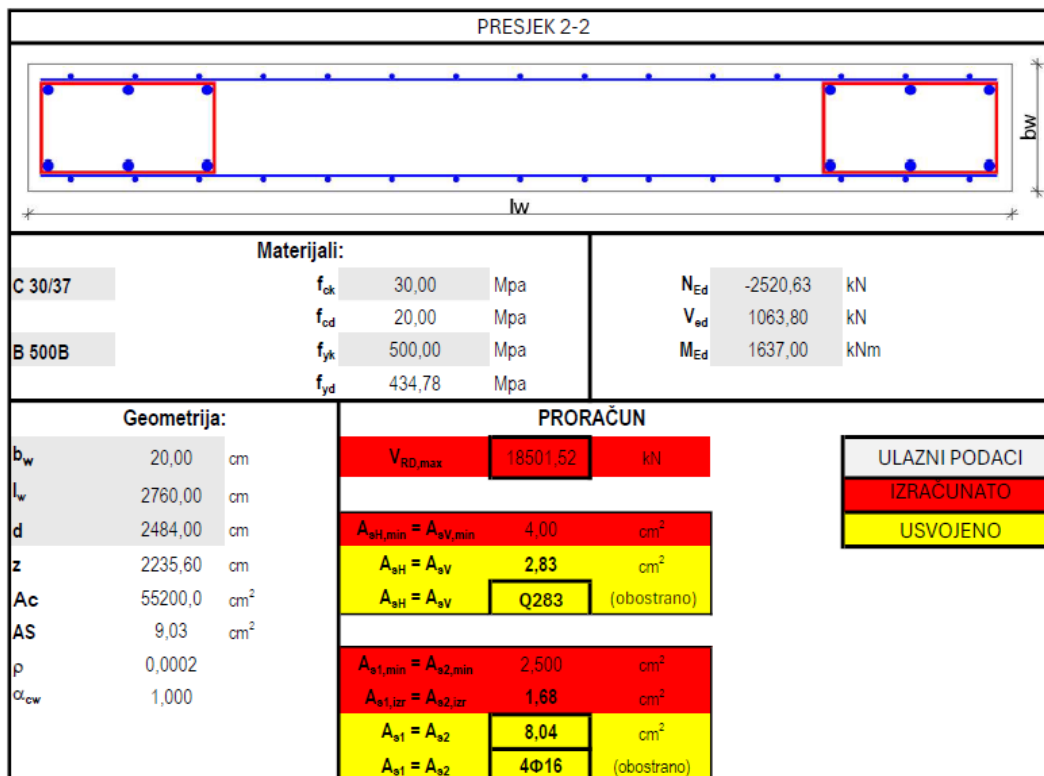 PRESJEK 2-2
bw
lw
Materijali:
C 30/37 fck 30,00 Mpa NEd -2520,63 kN
fcd 20,00 Mpa Ved 1063,80 kN
B 500B fyk 500,00 Mpa MEd 1637,00 kNm
fyd 434,78 Mpa
Geometrija: PRORAČUN
bw 20,00 cm VRD,max 18501,52 kN ULAZNI PODACI
lw 2760,00 cm IZRAČUNATO
d 2484,00 cm AsH,min = AsV,min 4,00 cm² USVOJENO
z 2235,60 cm AsH = AsV 2,83 cm²
Ac 55200,0 cm² AsH = AsV Q283 (obostrano)
AS 9,03 cm²
ρ 0,0002 As1,min = As2,min 2,500 cm²
αcw 1,000 As1,izr = As2,izr 1,68 cm²
As1 = As2 8,04 cm²
As1 = As2 4Φ16 (obostrano)